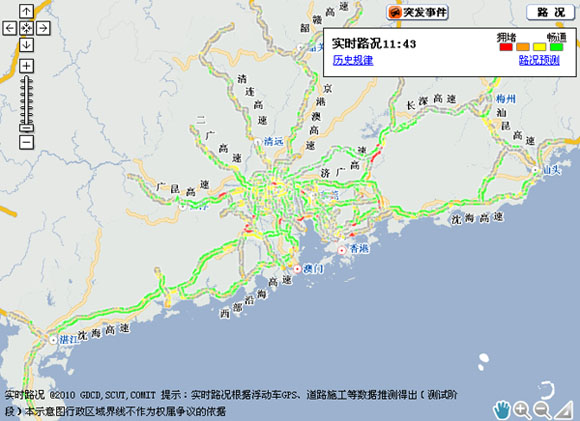 突发事件
路 况
实时路况11:43
拥堵
畅通
历史规律
路况预测
韶赣高速
韶关
清连高速
京港澳高速
二广高速
清远
长深高速
梅州
汕昆高速
汕头
济广高速
广昆高速
沈海高速
香港
澳门
西部沿海高速
沈海高速
湛江
实时路况 @2010 GDCD,SCUT,COMIT 提示：实时路况根据浮动车GPS、道路施工等数据推测得出（测试阶
段）本示意图行政区域界线不作为权属争议的依据